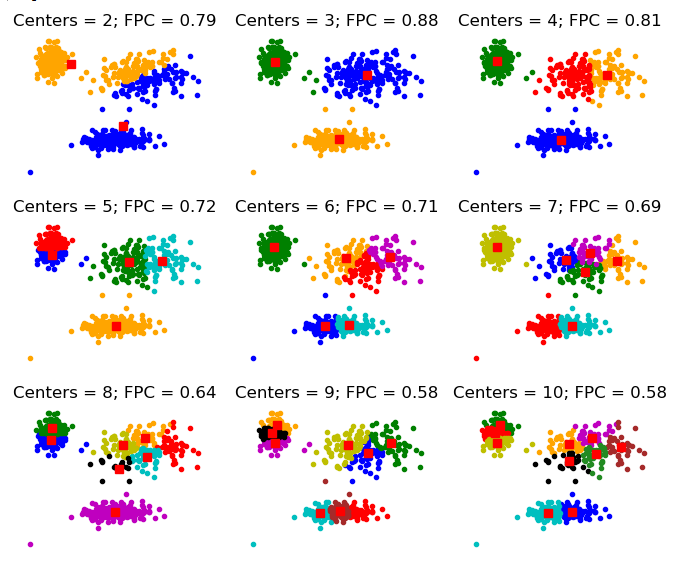 Centers = 2; FPC = 0.79
Centers = 3; FPC = 0.88
Centers = 4; FPC = 0.81
Centers = 5; FPC = 0.72
Centers = 6; FPC = 0.71
Centers = 7; FPC = 0.69
Centers = 8; FPC = 0.64
Centers = 9; FPC = 0.58
Centers = 10; FPC = 0.58